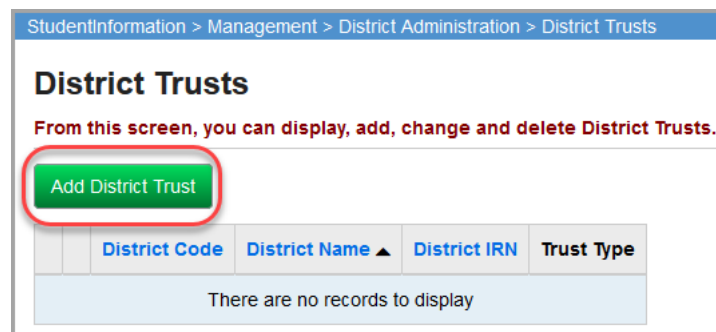 StudentInformation > Management > District Administration > District Trusts
District Trusts
From this screen, you can display, add, change and delete District Trusts.
Add District Trust
District Code District Name ▲ District IRN Trust Type
There are no records to display